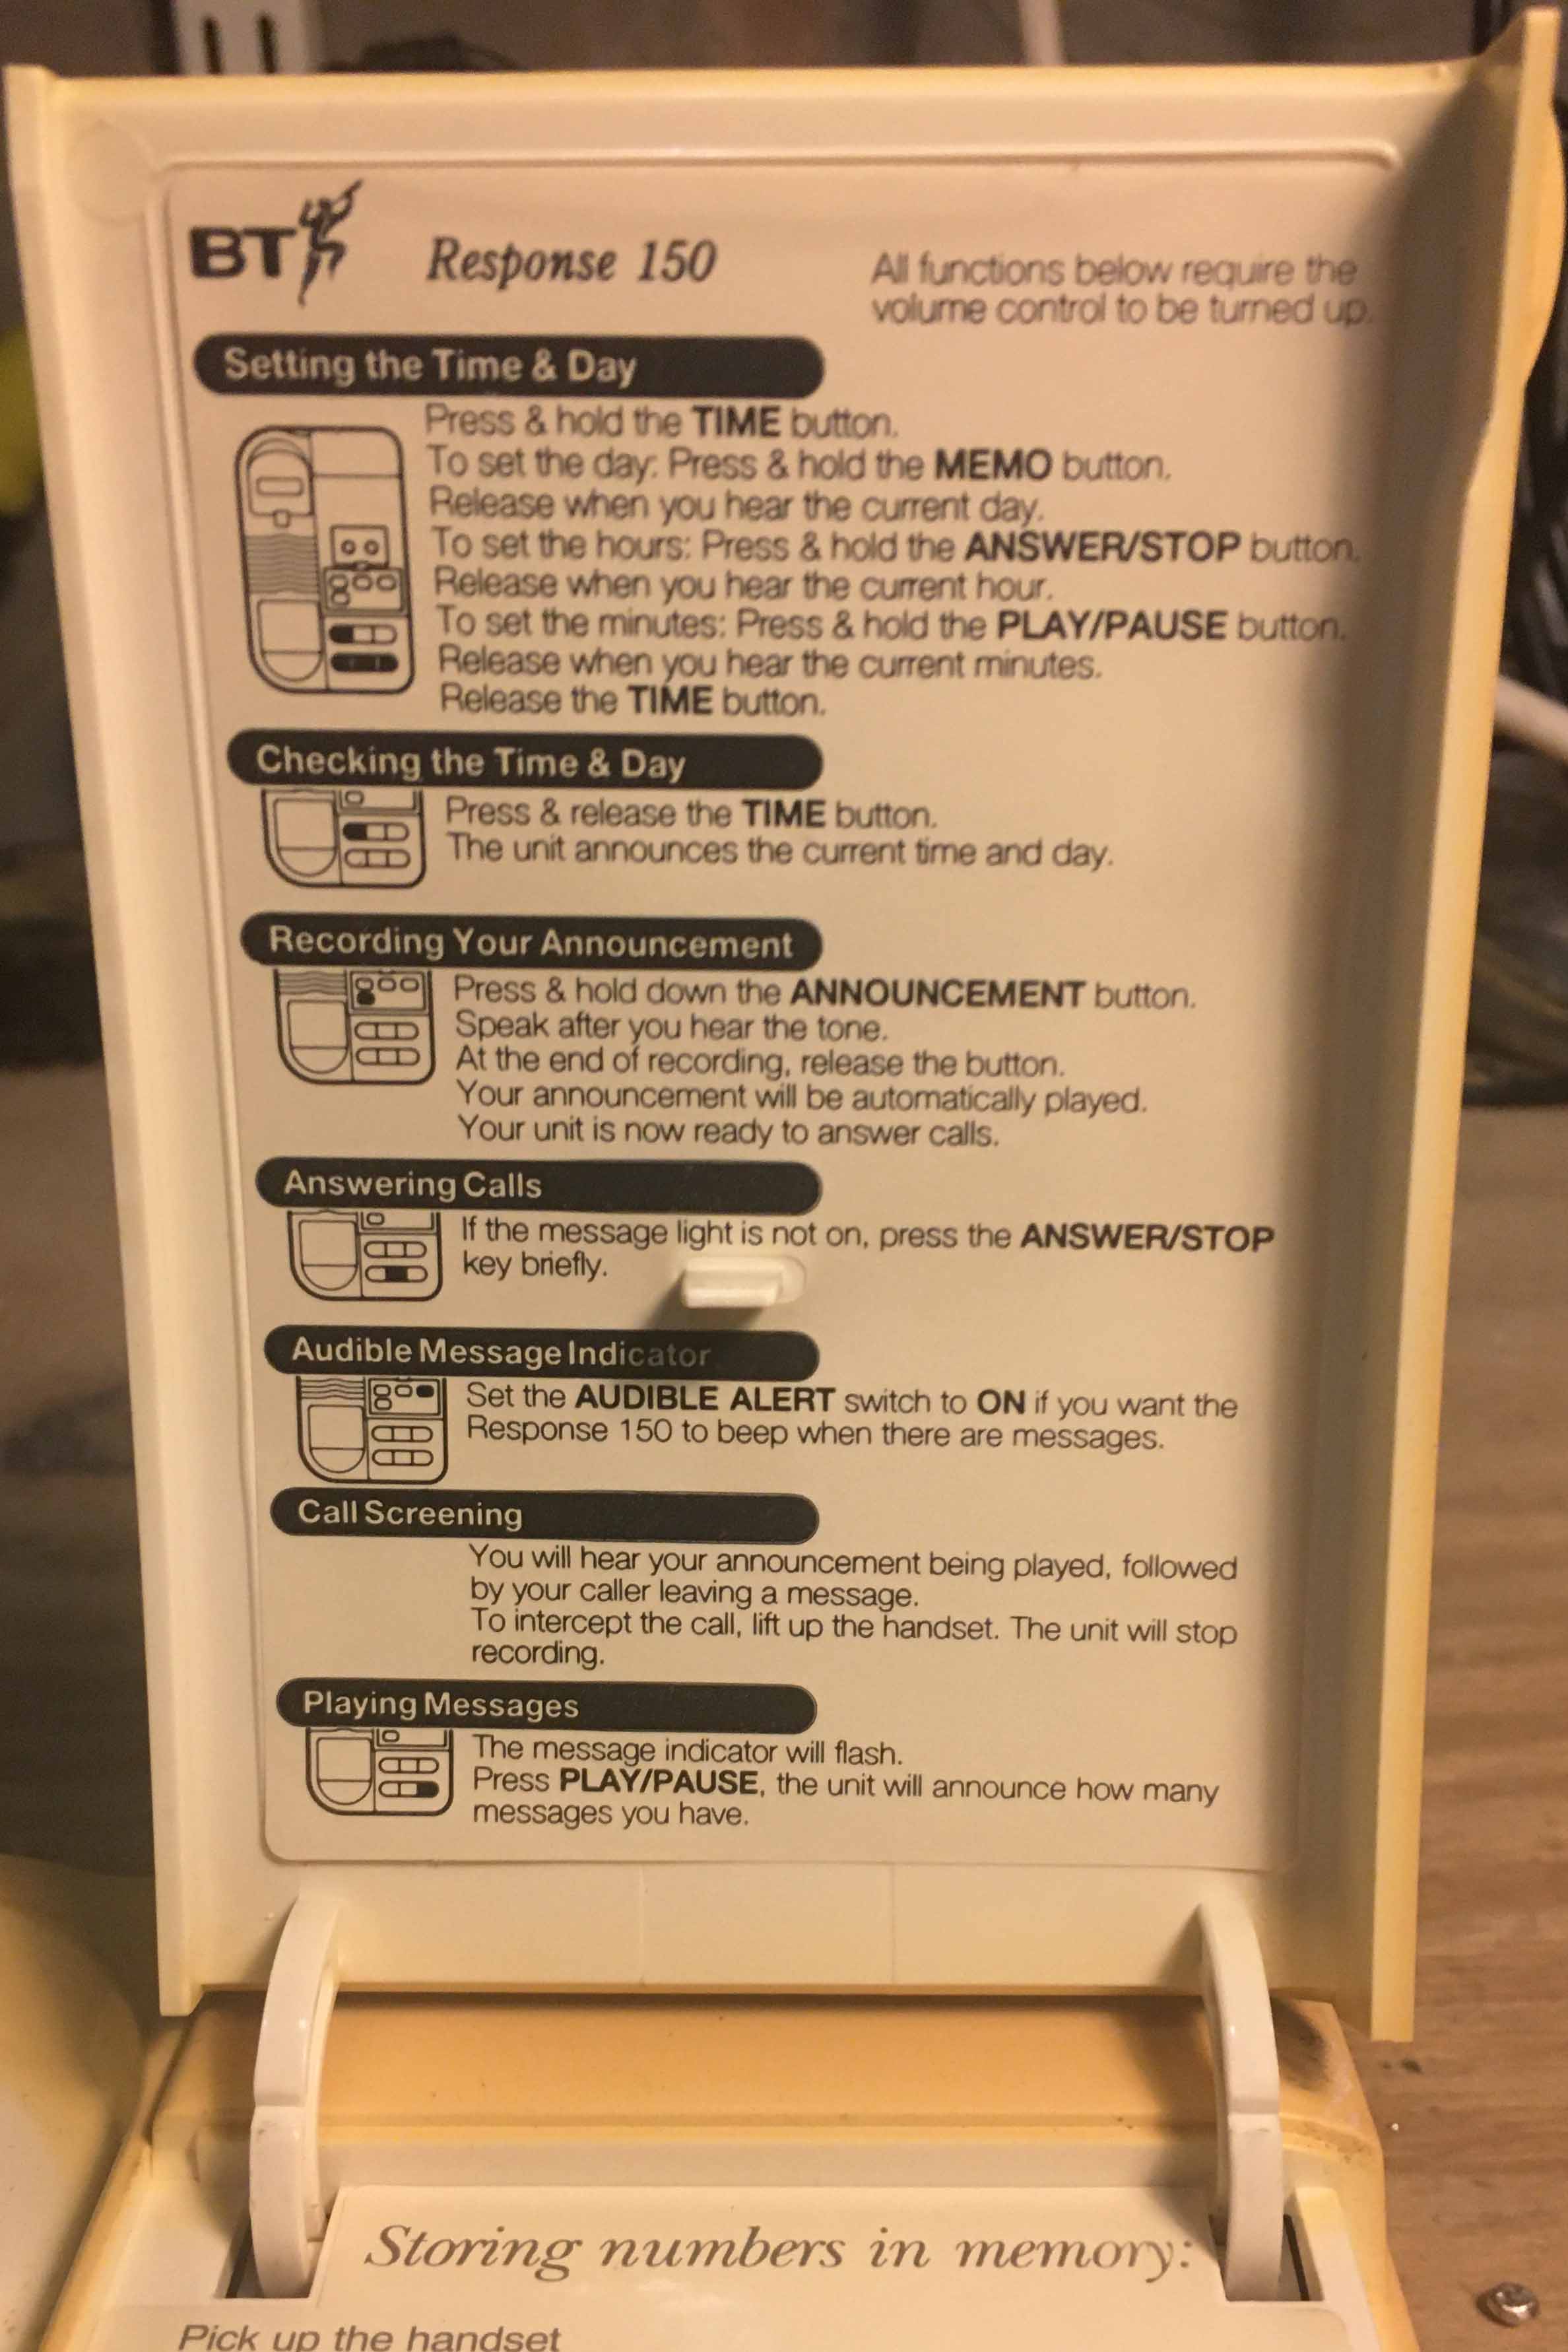 BT
Response 150
All functions below require the
volume control to be turned up.
Setting the Time & Day
Press & hold the TIME button.
To set the day: Press & hold the MEMO button.
Release when you hear the current day.
To set the hours: Press & hold the ANSWER/STOP button.
Release when you hear the current hour.
To set the minutes: Press & hold the PLAY/PAUSE button.
Release when you hear the current minutes.
Release the TIME button.
Checking the Time & Day
Press & release the TIME button.
The unit announces the current time and day.
Recording Your Announcement
Press & hold down the ANNOUNCEMENT button.
Speak after you hear the tone.
At the end of recording, release the button.
Your announcement will be automatically played.
Your unit is now ready to answer calls.
Answering Calls
If the message light is not on, press the ANSWER/STOP
key briefly.
Audible Message Indicator
Set the AUDIBLE ALERT switch to ON if you want the
Response 150 to beep when there are messages.
Call Screening
You will hear your announcement being played, followed
by your caller leaving a message.
To intercept the call, lift up the handset. The unit will stop
recording.
Playing Messages
The message indicator will flash.
Press PLAY/PAUSE, the unit will announce how many
messages you have.
Storing numbers in memory:
Pick up the handset